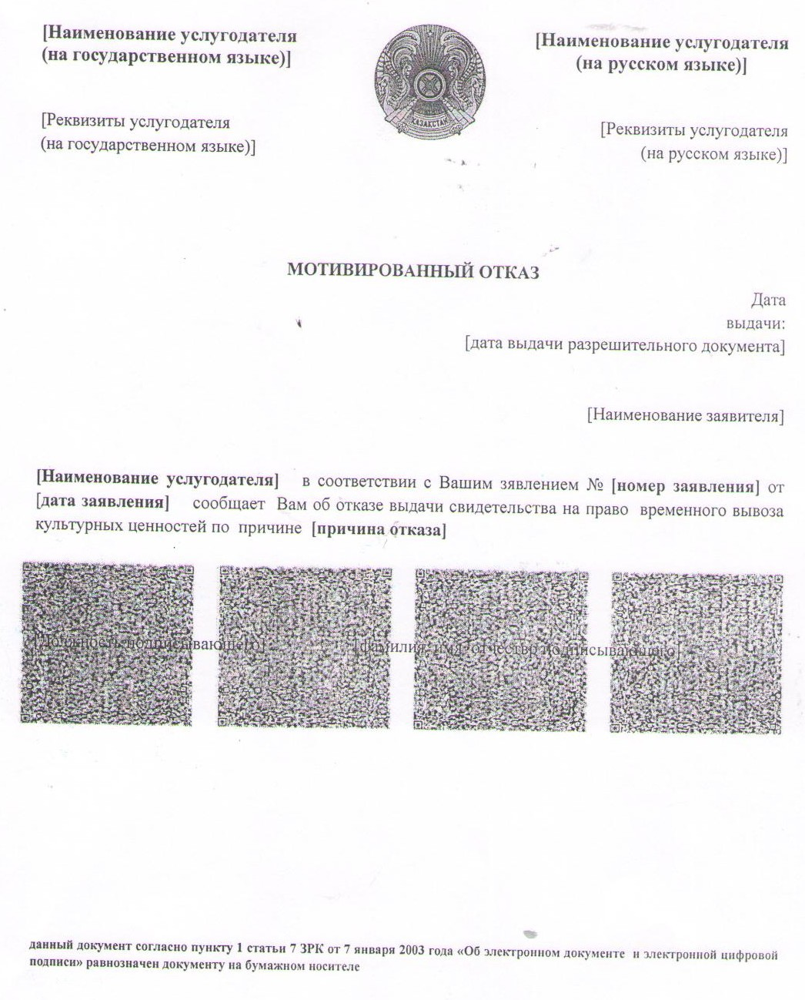 [Наименование услугодателя
(на государственном языке)]
[Наименование услугодателя
(на русском языке)]
[Реквизиты услугодателя
(на государственном языке)]
[Реквизиты услугодателя
(на русском языке)]
ҚАЗАҚСТАН
МОТИВИРОВАННЫЙ ОТКАЗ
Дата
выдачи:
[дата выдачи разрешительного документа]
[Наименование заявителя]
[Наименование услугодателя] в соответствии с Вашим зявлением № [номер заявления] от
[дата заявления] сообщает Вам об отказе выдачи свидетельства на право временного вывоза
культурных ценностей по причине [причина отказа]
[Должность подписывающего]
[фамилия, имя, отчество подписывающего]
данный документ согласно пункту 1 статьи 7 ЗРК от 7 января 2003 года «Об электронном документе и электронной цифровой
подписи» равнозначен документу на бумажном носителе